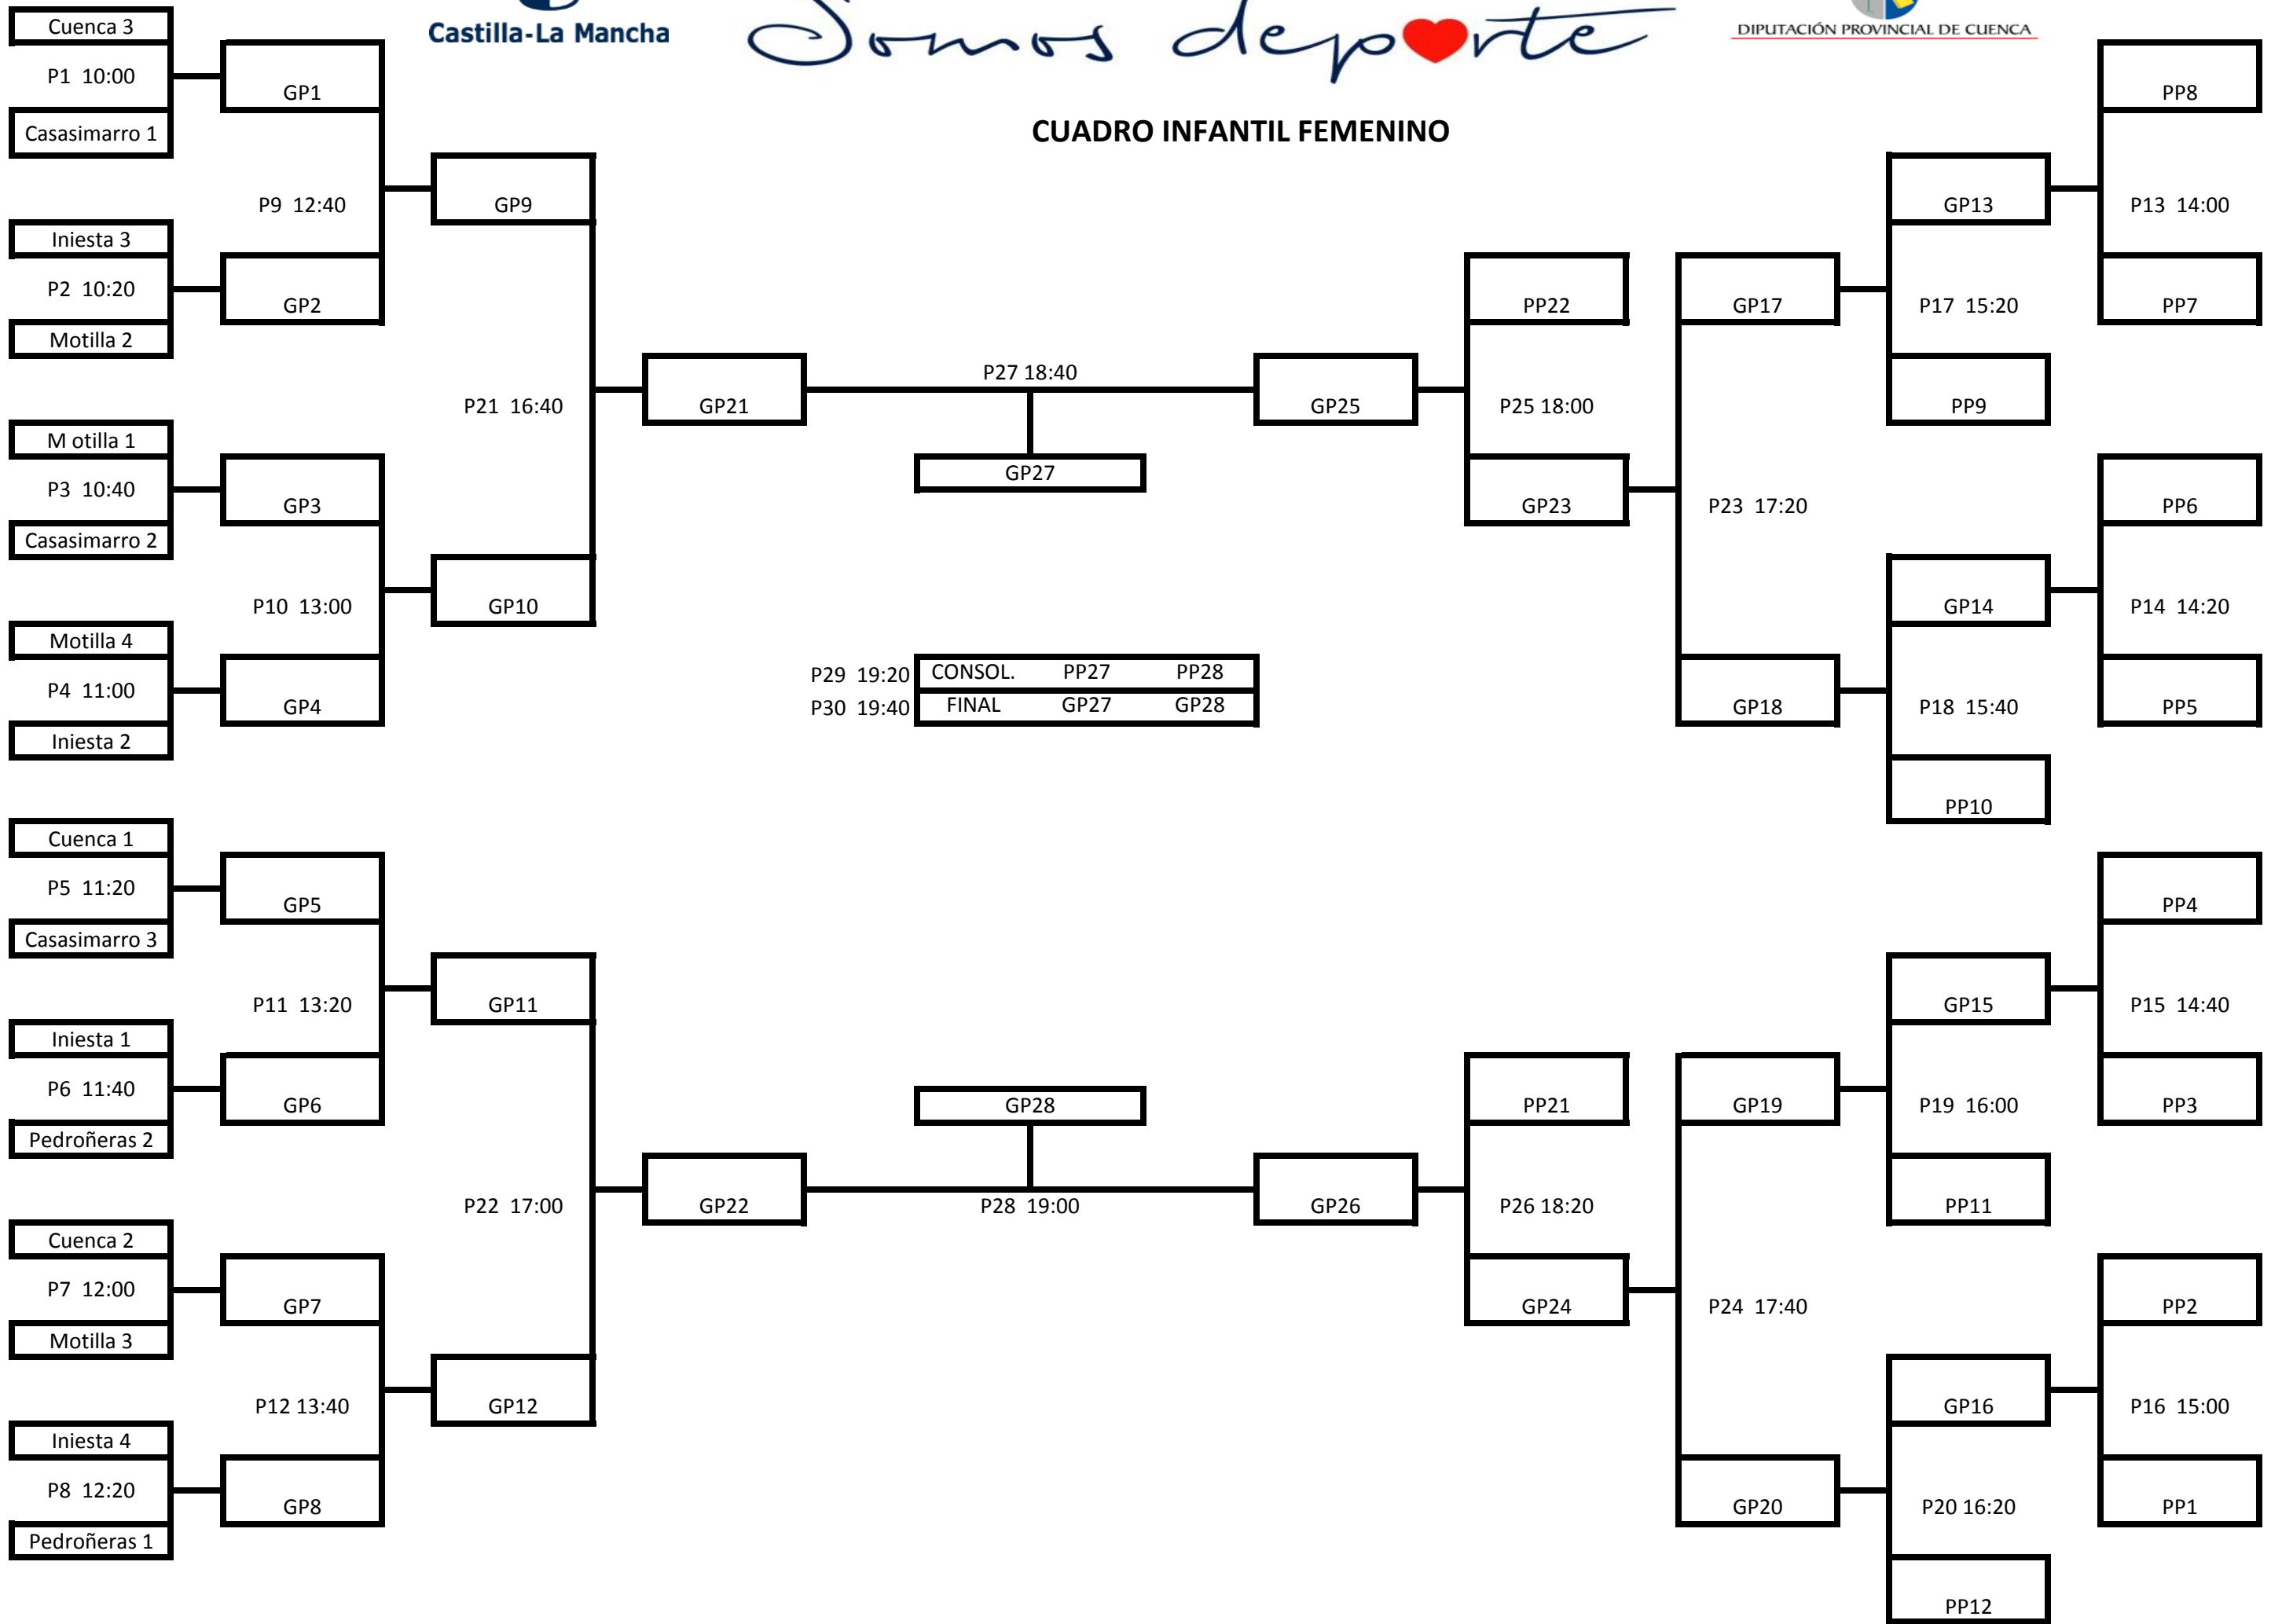 Castilla-La Mancha
Somos deporte
DIPUTACIÓN PROVINCIAL DE CUENCA
CUADRO INFANTIL FEMENINO
Cuenca 3
P1 10:00
Casasimarro 1
Iniesta 3
P2 10:20
Motilla 2
M otilla 1
P3 10:40
Casasimarro 2
Motilla 4
P4 11:00
Iniesta 2
Cuenca 1
P5 11:20
Casasimarro 3
Iniesta 1
P6 11:40
Pedroñeras 2
Cuenca 2
P7 12:00
Motilla 3
Iniesta 4
P8 12:20
Pedroñeras 1
GP1
P9 12:40
GP2
GP3
P10 13:00
GP4
GP5
P11 13:20
GP6
GP7
P12 13:40
GP8
GP9
P21 16:40
GP10
GP11
P22 17:00
GP12
GP21
GP22
P27 18:40
GP27
P29 19:20 CONSOL. PP27 PP28
P30 19:40 FINAL GP27 GP28
GP28
P28 19:00
GP25
GP26
PP22
P25 18:00
GP23
PP21
P26 18:20
GP24
GP17
P23 17:20
GP18
GP19
P24 17:40
GP20
GP13
P17 15:20
PP9
GP14
P18 15:40
PP10
GP15
P19 16:00
PP11
GP16
P20 16:20
PP12
PP8
P13 14:00
PP7
PP6
P14 14:20
PP5
PP4
P15 14:40
PP3
PP2
P16 15:00
PP1